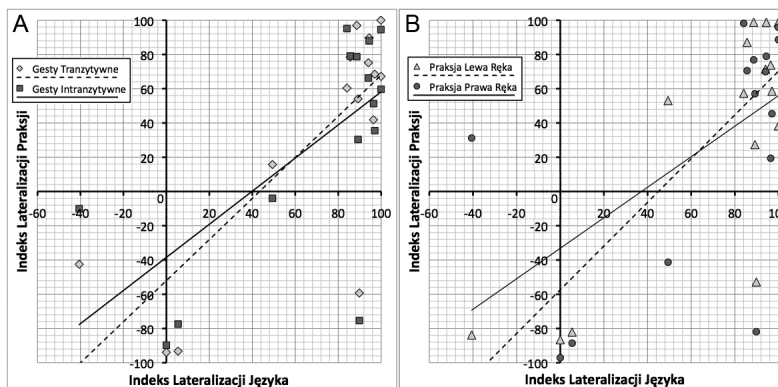 A
Indeks Lateralizacji Praksji
Gesty Tranzytywne
Gesty Intranzytywne
100
80
60
40
20
-60 -40 -20 0 20 40 60 80 100
-20
-40
-60
-80
-100
Indeks Lateralizacji Języka
B
Indeks Lateralizacji Praksji
Praksja Lewa Ręka
Praksja Prawa Ręka
100
80
60
40
20
-60 -40 -20 0 20 40 60 80 100
-20
-40
-60
-80
-100
Indeks Lateralizacji Języka